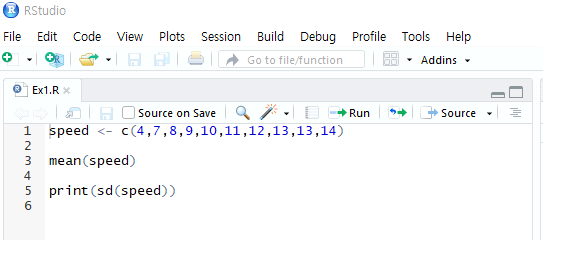 RStudio
File Edit Code View Plots Session Build Debug Profile Tools Help
Go to file/function Addins
Ex1.R
Source on Save Run Source
1 speed <- c(4,7,8,9,10,11,12,13,13,14)
2
3 mean(speed)
4
5 print(sd(speed))
6